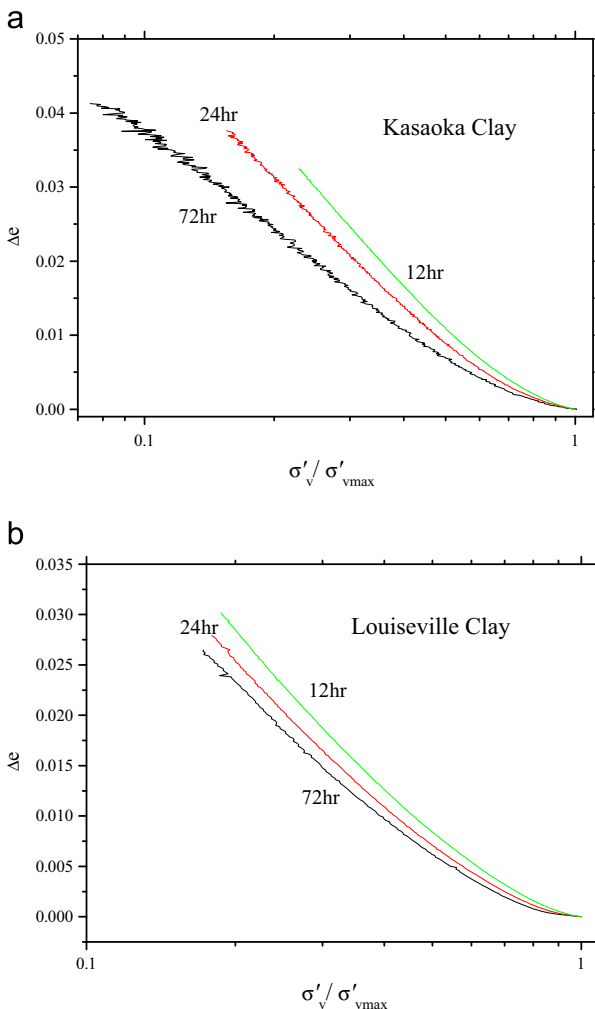 a
0.05
0.04
0.03
0.02
0.01
0.00
Δe
24hr
Kasaoka Clay
72hr
12hr
0.1
1
σ′v/ σ′vmax
b
0.035
0.030
0.025
0.020
0.015
0.010
0.005
0.000
Δe
24hr
Louiseville Clay
12hr
72hr
0.1
1
σ′v/ σ′vmax